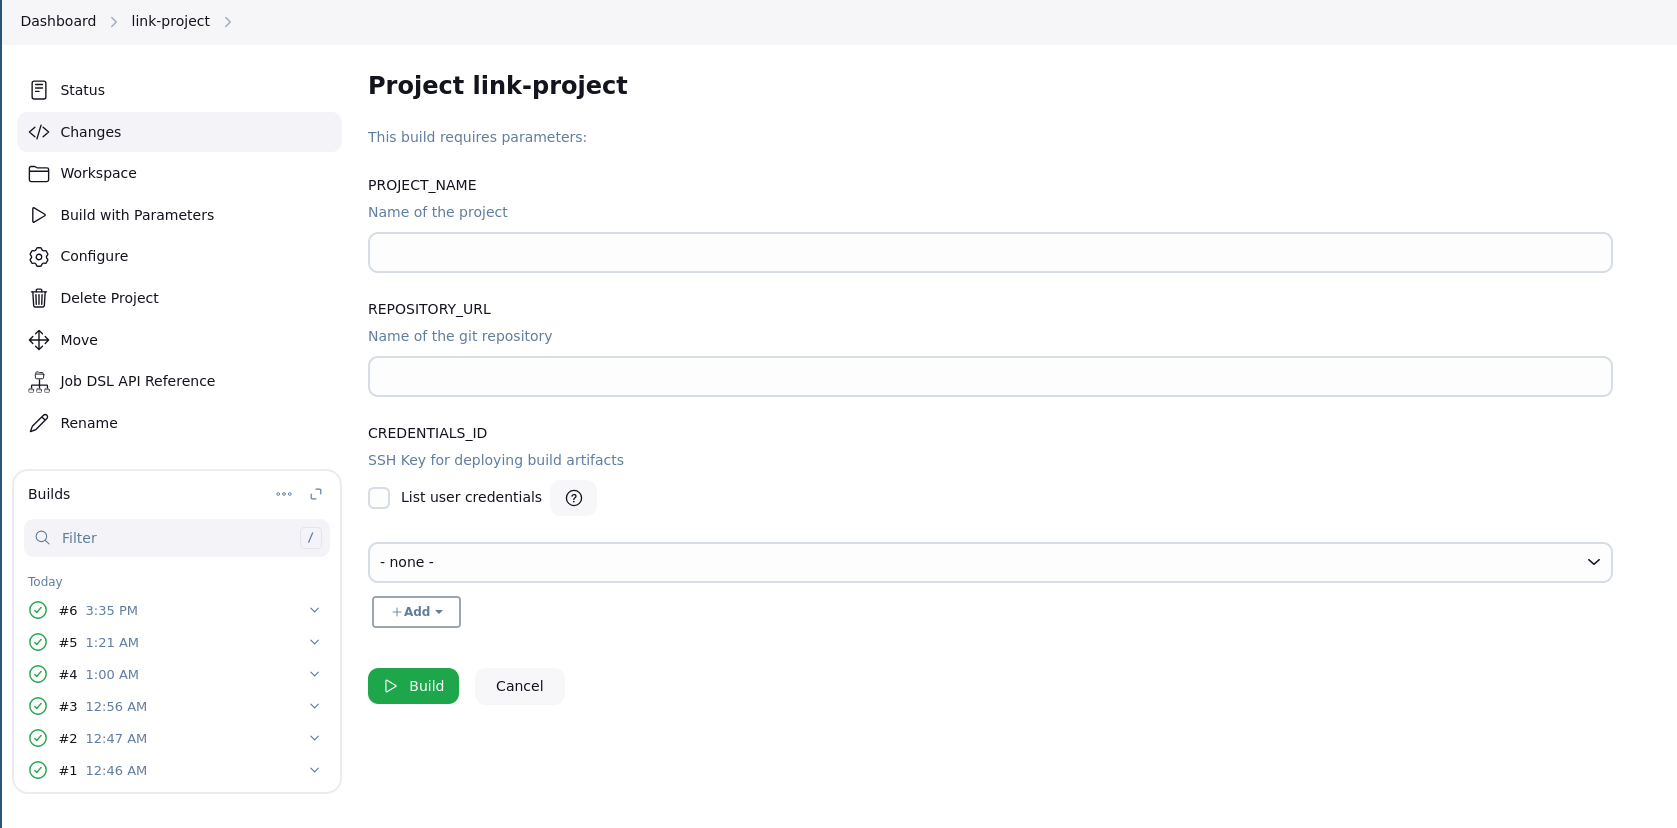 Dashboard
link-project
Status
Changes
Workspace
Build with Parameters
Configure
Delete Project
Move
Job DSL API Reference
Rename
Builds
Filter
/
Today
#6 3:35 PM
#5 1:21 AM
#4 1:00 AM
#3 12:56 AM
#2 12:47 AM
#1 12:46 AM
Project link-project
This build requires parameters:
PROJECT_NAME
Name of the project
REPOSITORY_URL
Name of the git repository
CREDENTIALS_ID
SSH Key for deploying build artifacts
List user credentials ?
- none -
+Add
Build
Cancel